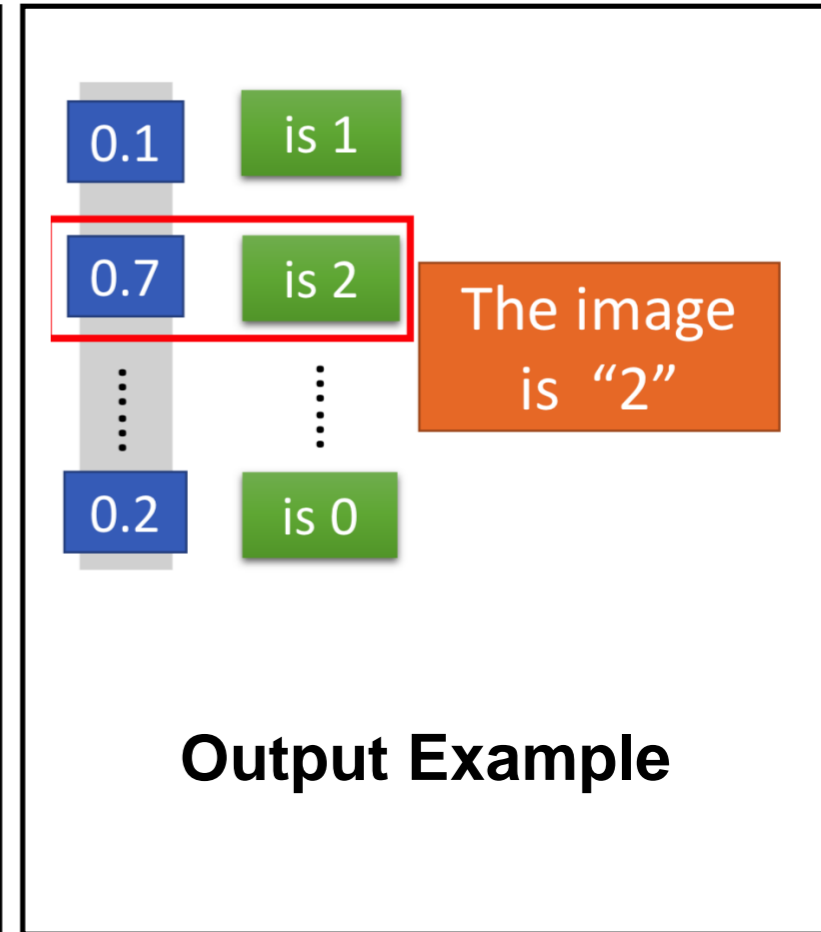 0.1 is 1
0.7 is 2
The image
is “2”
0.2 is 0
Output Example